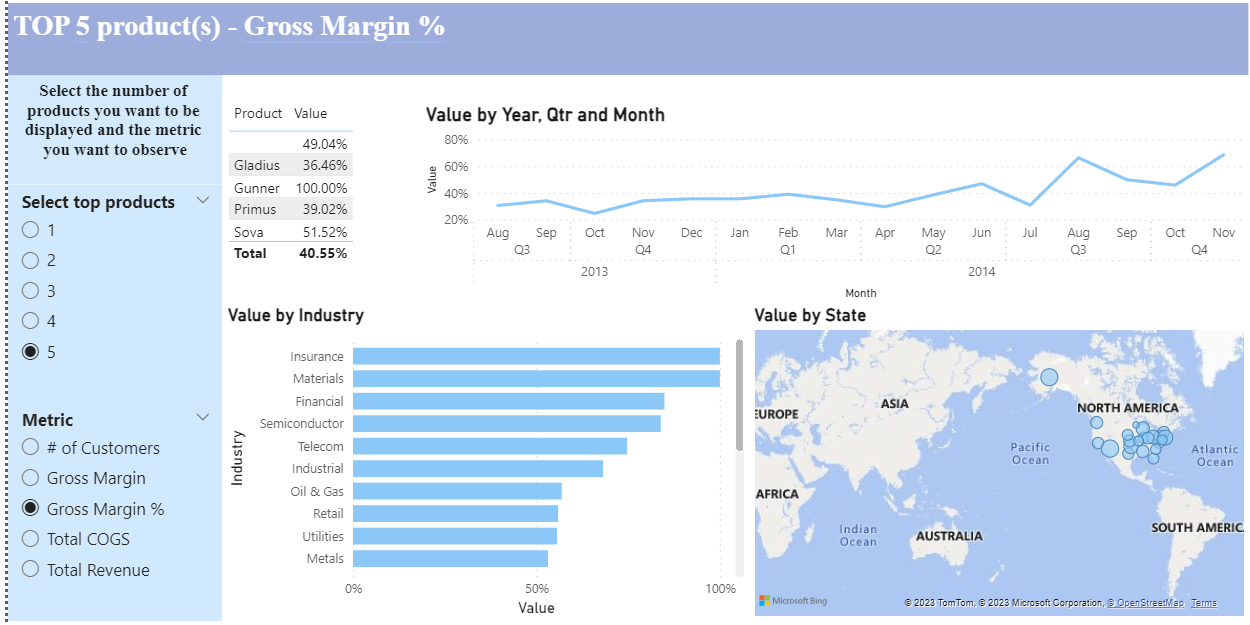 TOP 5 product(s) - Gross Margin %
Select the number of
products you want to be
displayed and the metric
you want to observe
Select top products
1
2
3
4
5
Metric
# of Customers
Gross Margin
Gross Margin %
Total COGS
Total Revenue
Product Value
49.04%
Gladius 36.46%
Gunner 100.00%
Primus 39.02%
Sova 51.52%
Total 40.55%
Value by Year, Qtr and Month
Value
80%
60%
40%
20%
Aug Sep Oct Nov Dec Jan Feb Mar Apr May Jun Jul Aug Sep Oct Nov
Q3 Q4 Q1 Q2 Q3 Q4
2013 2014
Month
Value by Industry
Industry
Insurance
Materials
Financial
Semiconductor
Telecom
Industrial
Oil & Gas
Retail
Utilities
Metals
0% 50% 100%
Value
Value by State
NORTH AMERICA
ASIA
EUROPE
Pacific
Ocean
Atlantic
Ocean
AFRICA
Indian
Ocean
AUSTRALIA
SOUTH AMERIC
Microsoft Bing
© 2023 TomTom, © 2023 Microsoft Corporation, © OpenStreetMap Terms